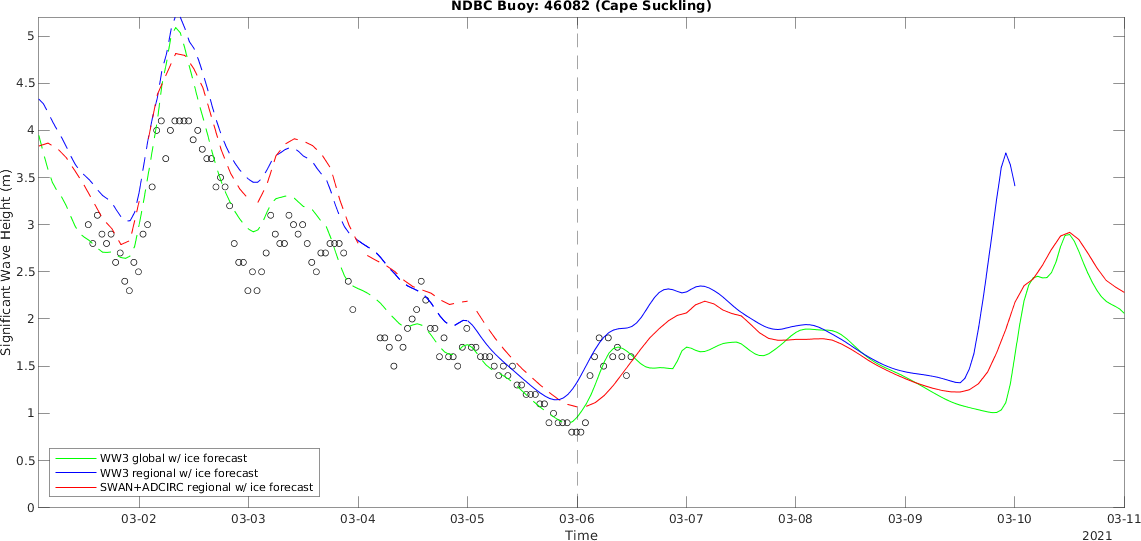 NDBC Buoy: 46082 (Cape Suckling)
5
4.5
4
3.5
3
2.5
2
1.5
1
0.5
0
Significant Wave Height (m)
WW3 global w/ ice forecast
WW3 regional w/ ice forecast
SWAN+ADCIRC regional w/ ice forecast
03-02 03-03 03-04 03-05 03-06 03-07 03-08 03-09 03-10 03-11
Time
2021